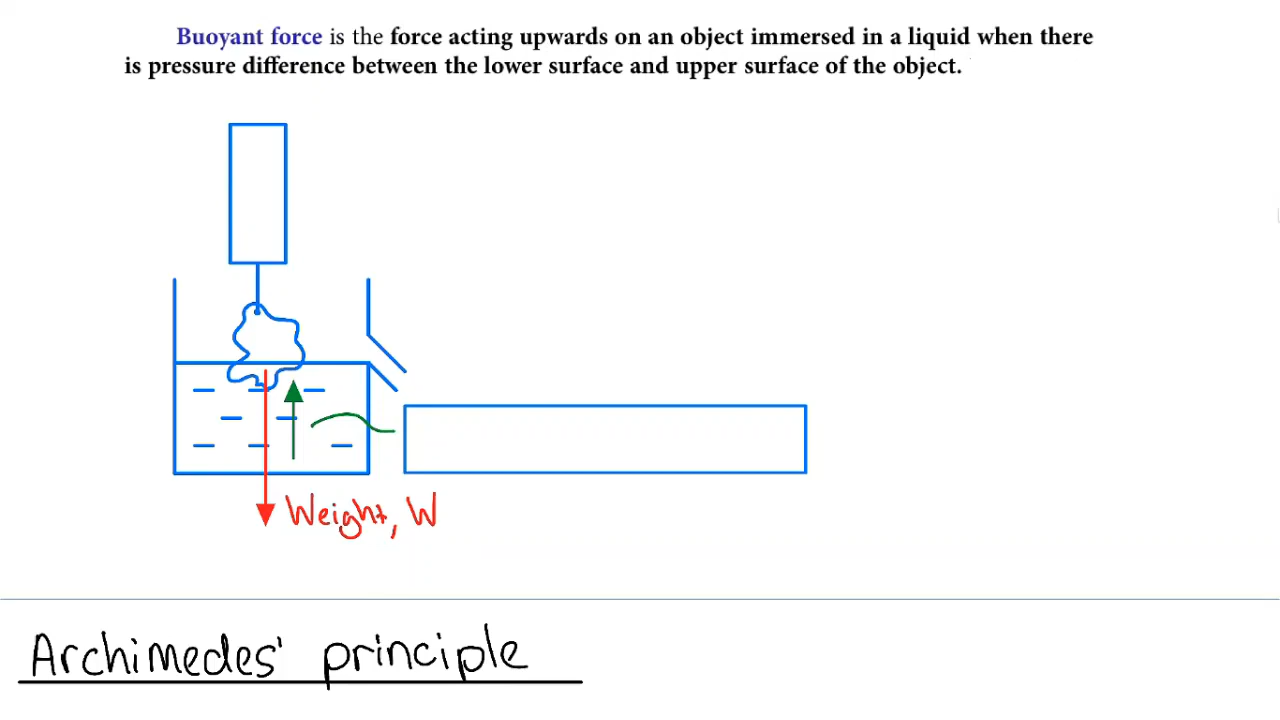 Buoyant force is the force acting upwards on an object immersed in a liquid when there
is pressure difference between the lower surface and upper surface of the object.
Weight, W
Archimedes' principle